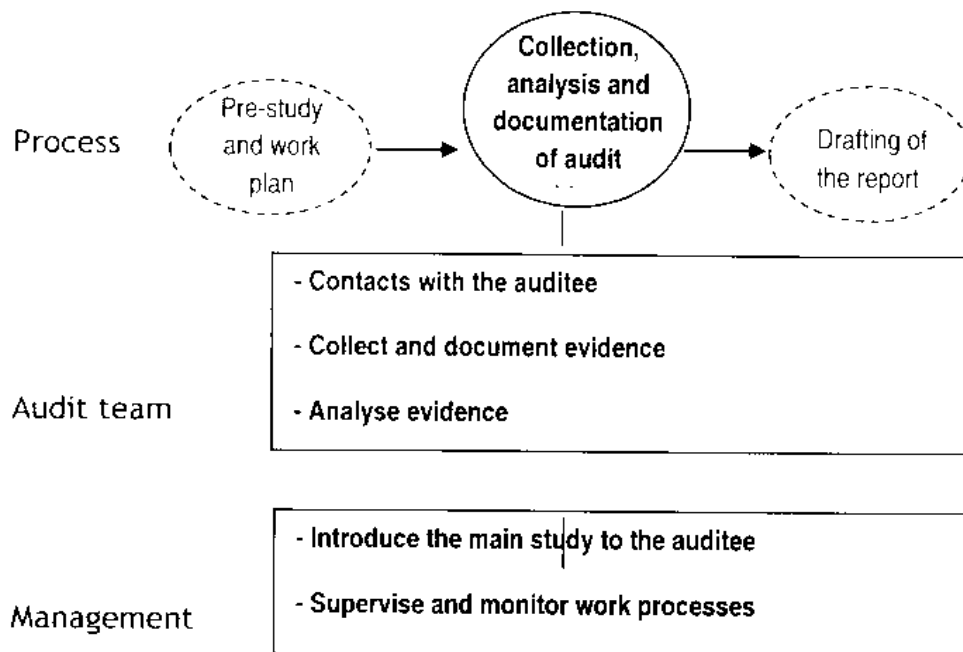 Process
Pre-study
and work
plan
Collection,
analysis and
documentation
of audit
Drafting of
the report
Audit team
- Contacts with the auditee
- Collect and document evidence
- Analyse evidence
Management
- Introduce the main study to the auditee
- Supervise and monitor work processes